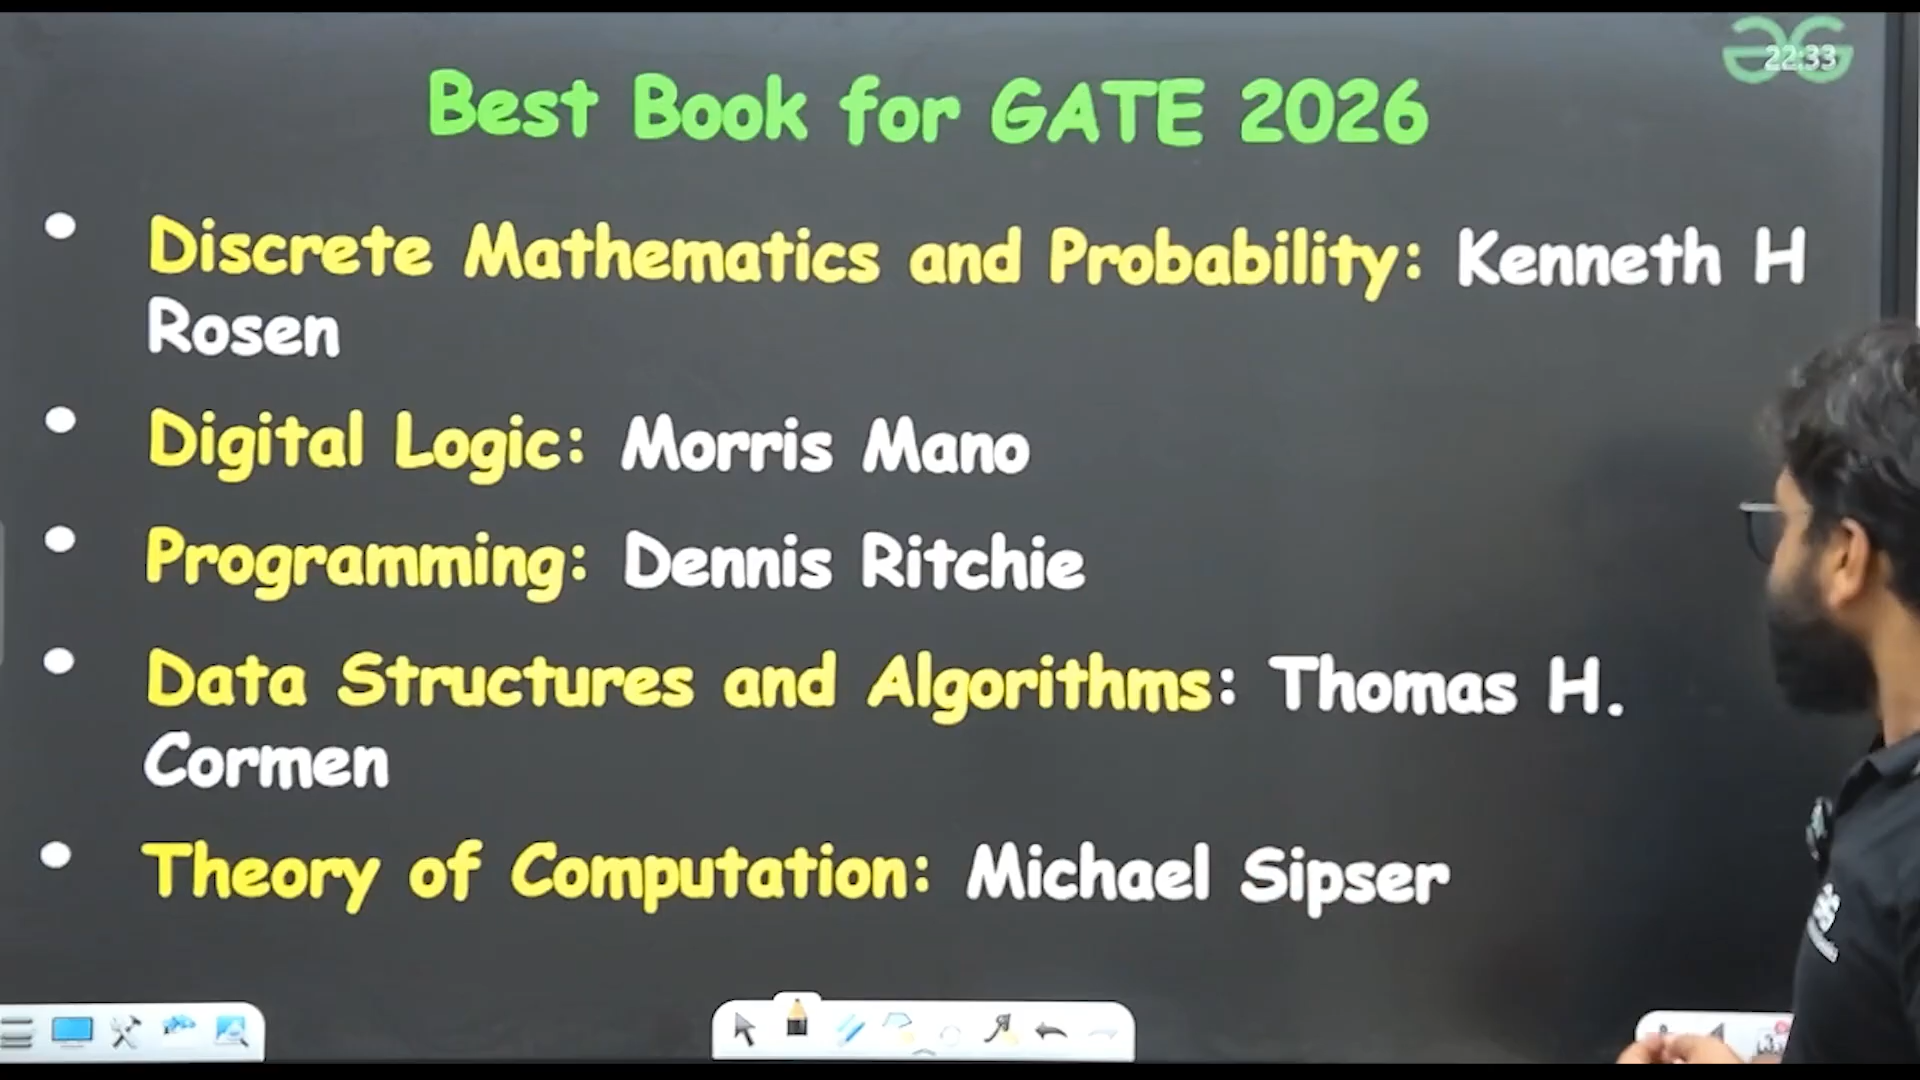 22:33
Best Book for GATE 2026
Discrete Mathematics and Probability: Kenneth H
Rosen
Digital Logic: Morris Mano
Programming: Dennis Ritchie
Data Structures and Algorithms: Thomas H.
Cormen
Theory of Computation: Michael Sipser